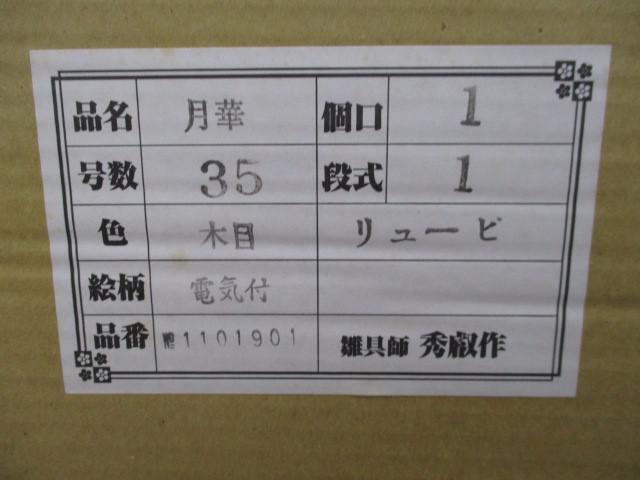 品名 月華 個口 1
号数 35 段式 1
色 木目 リュービ
絵柄 電気付
品番 1101901 雛具師 秀叡作